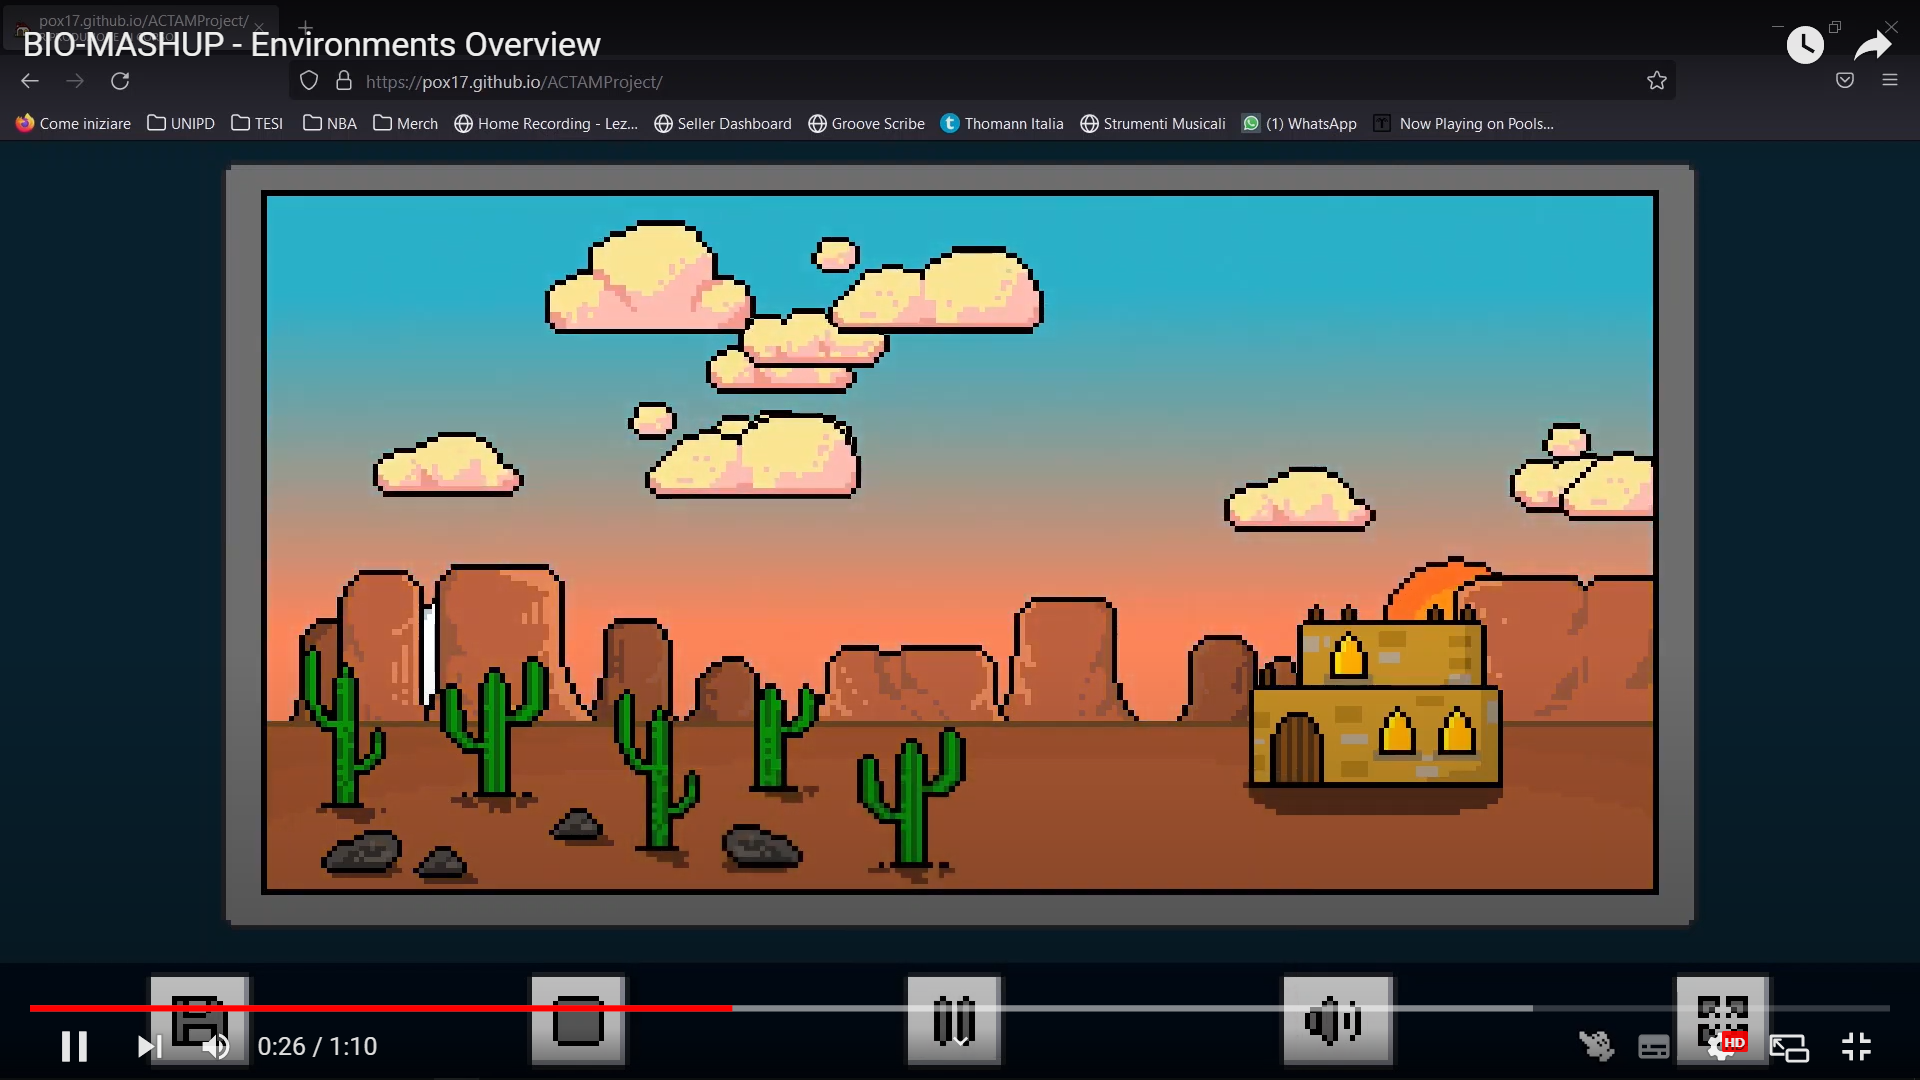 pox17.github.io/ACTAMProject/
BIO-MASHUP - Environments Overview
https://pox17.github.io/ACTAMProject/
Come iniziare UNIPD TESI NBA Merch Home Recording - Lez... Seller Dashboard Groove Scribe Thomann Italia Strumenti Musicali (1) WhatsApp Now Playing on Pools...
0:26 / 1:10
HD